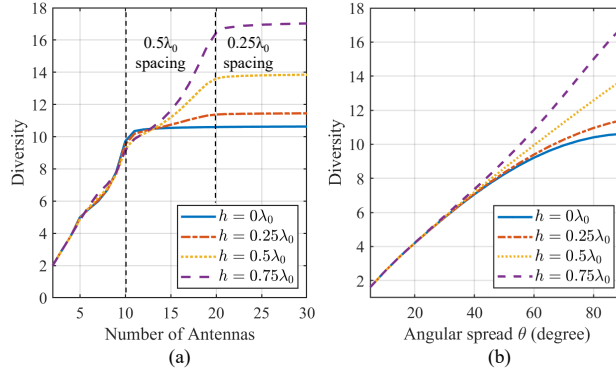 18
16
14
12
10
8
6
4
2
0
Diversity
0.5λ₀ spacing
0.25λ₀ spacing
h = 0λ₀
h = 0.25λ₀
h = 0.5λ₀
h = 0.75λ₀
5 10 15 20 25 30
Number of Antennas
(a)
18
16
14
12
10
8
6
4
2
Diversity
h = 0λ₀
h = 0.25λ₀
h = 0.5λ₀
h = 0.75λ₀
20 40 60 80
Angular spread θ (degree)
(b)